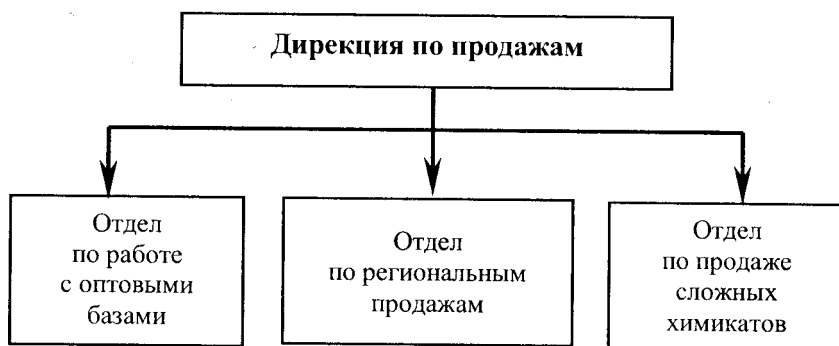 Дирекция по продажам
Отдел
по работе
с оптовыми
базами
Отдел
по региональным
продажам
Отдел
по продаже
сложных
химикатов